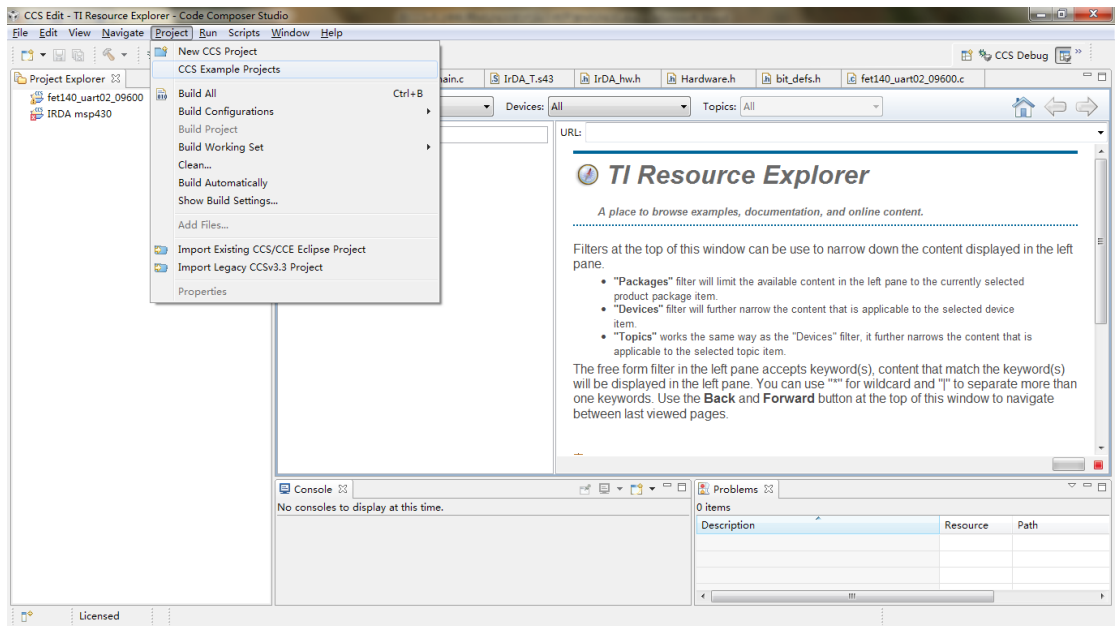 CCS Edit - TI Resource Explorer - Code Composer Studio
File Edit View Navigate Project Run Scripts Window Help
New CCS Project
CCS Example Projects
Build All Ctrl+B
Build Configurations
Build Project
Build Working Set
Clean...
Build Automatically
Show Build Settings...
Add Files...
Import Existing CCS/CCE Eclipse Project
Import Legacy CCSv3.3 Project
Properties
CCS Debug
Project Explorer
fet140_uart02_09600
IRDA msp430
IrDA_T.s43 IrDA_hw.h Hardware.h bit_defs.h fet140_uart02_09600.c
Devices: All Topics: All
URL:
TI Resource Explorer
A place to browse examples, documentation, and online content.
Filters at the top of this window can be use to narrow down the content displayed in the left
pane.
• "Packages" filter will limit the available content in the left pane to the currently selected
product package item.
• "Devices" filter will further narrow the content that is applicable to the selected device
item.
• "Topics" works the same way as the "Devices" filter, it further narrows the content that is
applicable to the selected topic item.
The free form filter in the left pane accepts keyword(s), content that match the keyword(s)
will be displayed in the left pane. You can use "*" for wildcard and "|" to separate more than
one keywords. Use the Back and Forward button at the top of this window to navigate
between last viewed pages.
Console
No consoles to display at this time.
Problems
0 items
Description Resource Path
Licensed